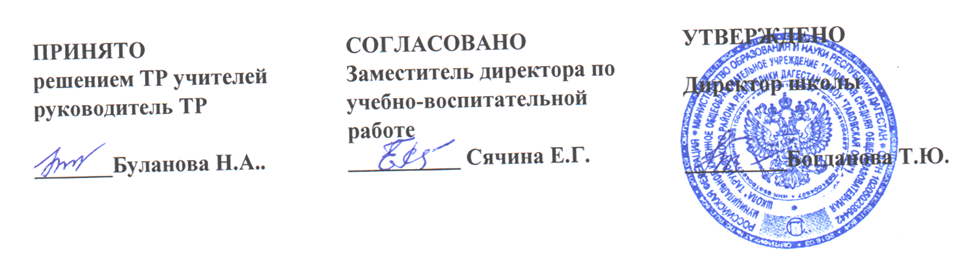 ПРИНЯТО
решением ТР учителей
руководитель ТР
Буланова Н.А..
СОГЛАСОВАНО
Заместитель директора по
учебно-воспитательной
работе
Сячина Е.Г.
УТВЕРЖДЕНО
Директор школы
Богданова Т.Ю.